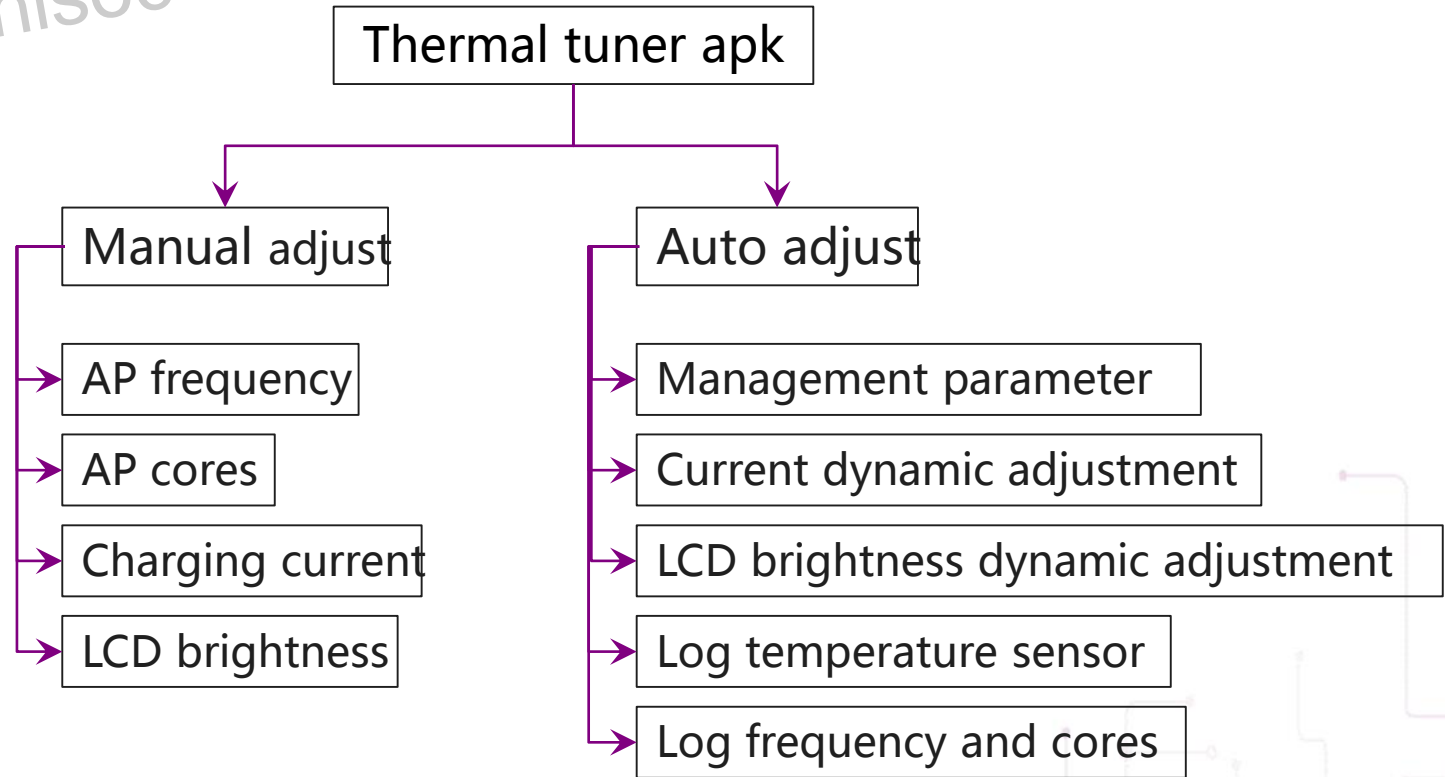 Thermal tuner apk
Manual adjust
Auto adjust
AP frequency
AP cores
Charging current
LCD brightness
Management parameter
Current dynamic adjustment
LCD brightness dynamic adjustment
Log temperature sensor
Log frequency and cores